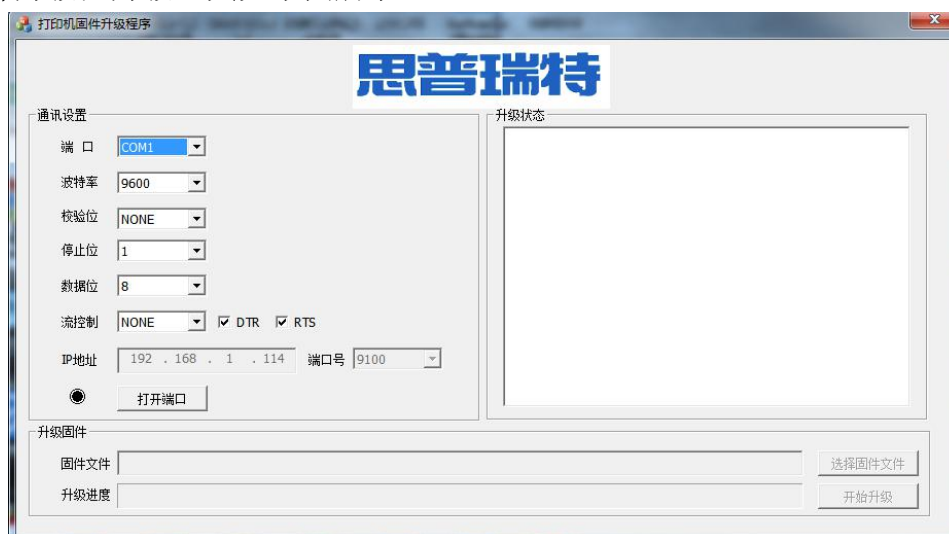 打印机固件升级程序
思普瑞特
通讯设置
端 口 COM1
波特率 9600
校验位 NONE
停止位 1
数据位 8
流控制 NONE DTR RTS
IP地址 192 . 168 . 1 . 114 端口号 9100
打开端口
升级状态
升级固件
固件文件 选择固件文件
升级进度 开始升级